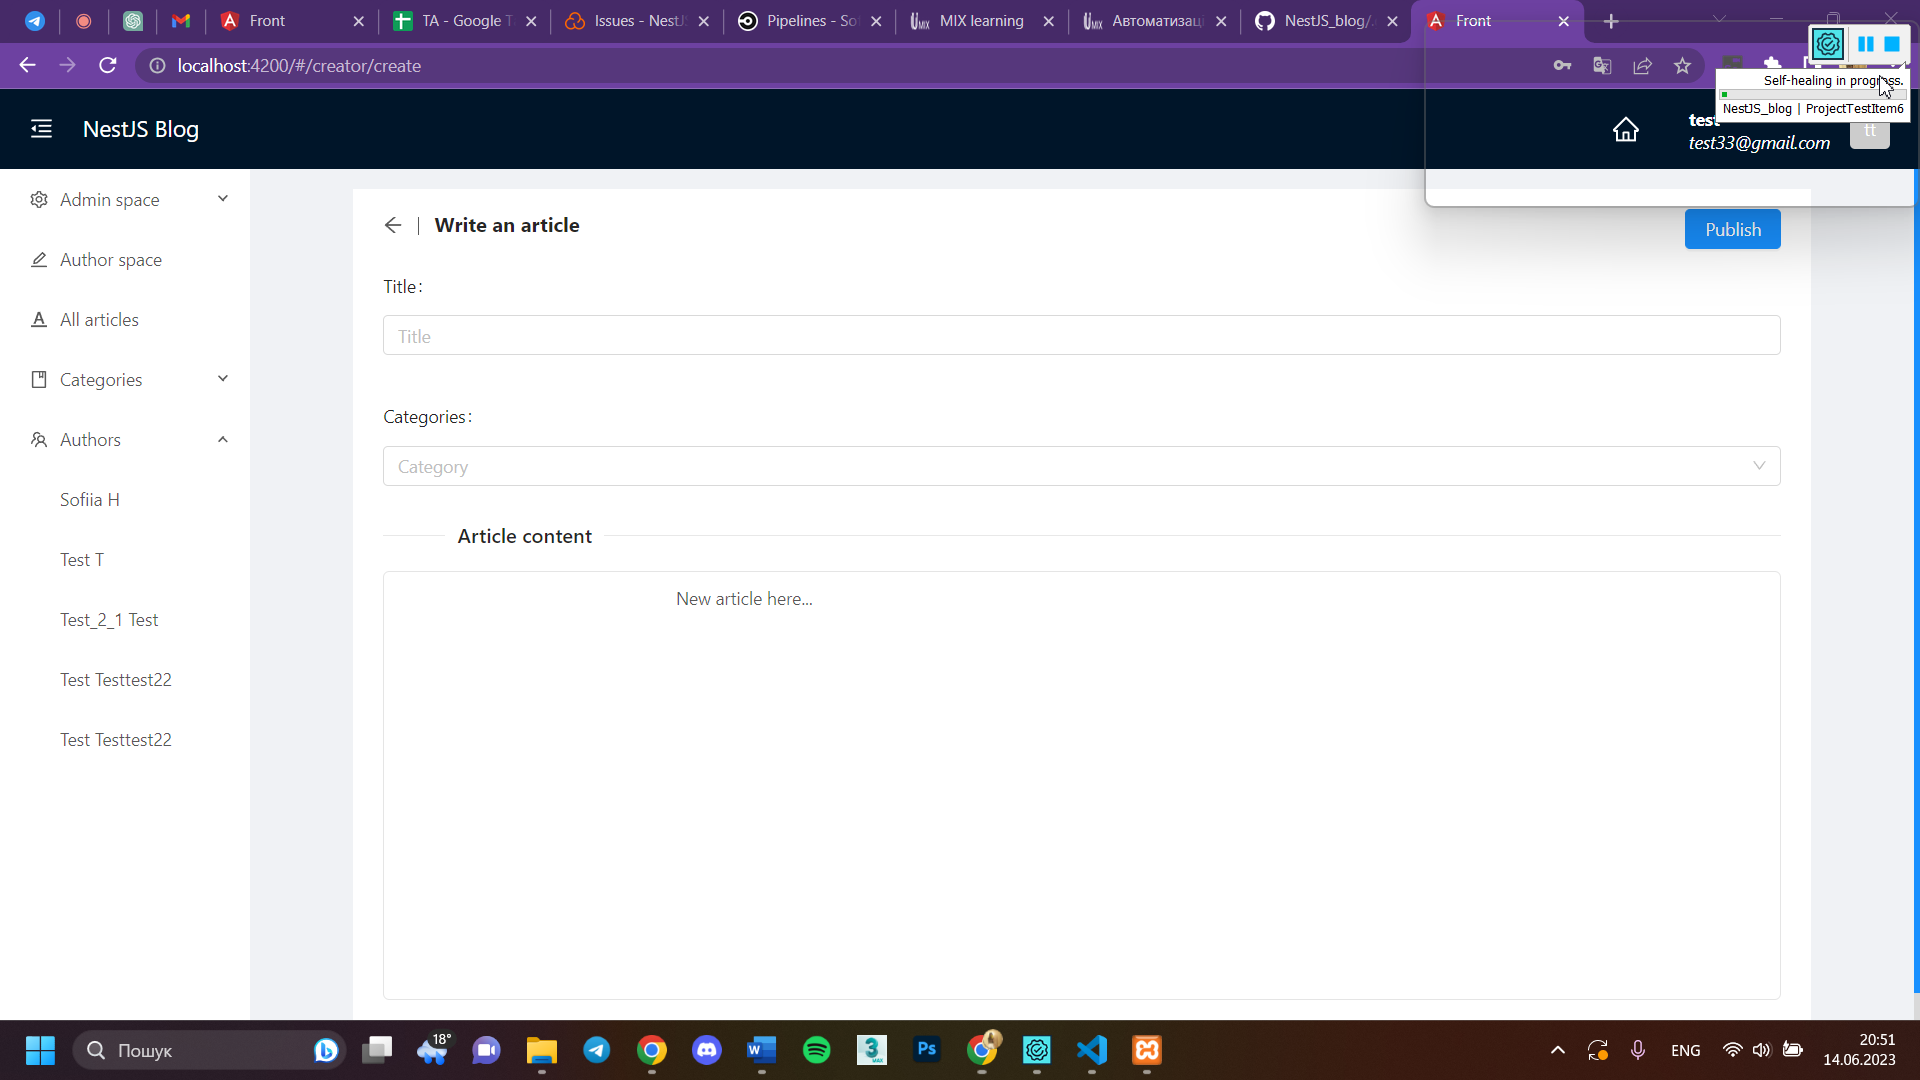 Front
TA - Google T
Issues - NestJS
Pipelines - So
MIX learning
Автоматизац
NestJS_blog/.
Front
localhost:4200/#/creator/create
Self-healing in progress.
NestJS_blog | ProjectTestItem6
NestJS Blog
test
test33@gmail.com
tt
Admin space
Author space
All articles
Categories
Authors
Sofiia H
Test T
Test_2_1 Test
Test Testtest22
Test Testtest22
Write an article
Publish
Title:
Title
Categories:
Category
Article content
New article here...
Пошук
18°
ENG
20:51
14.06.2023